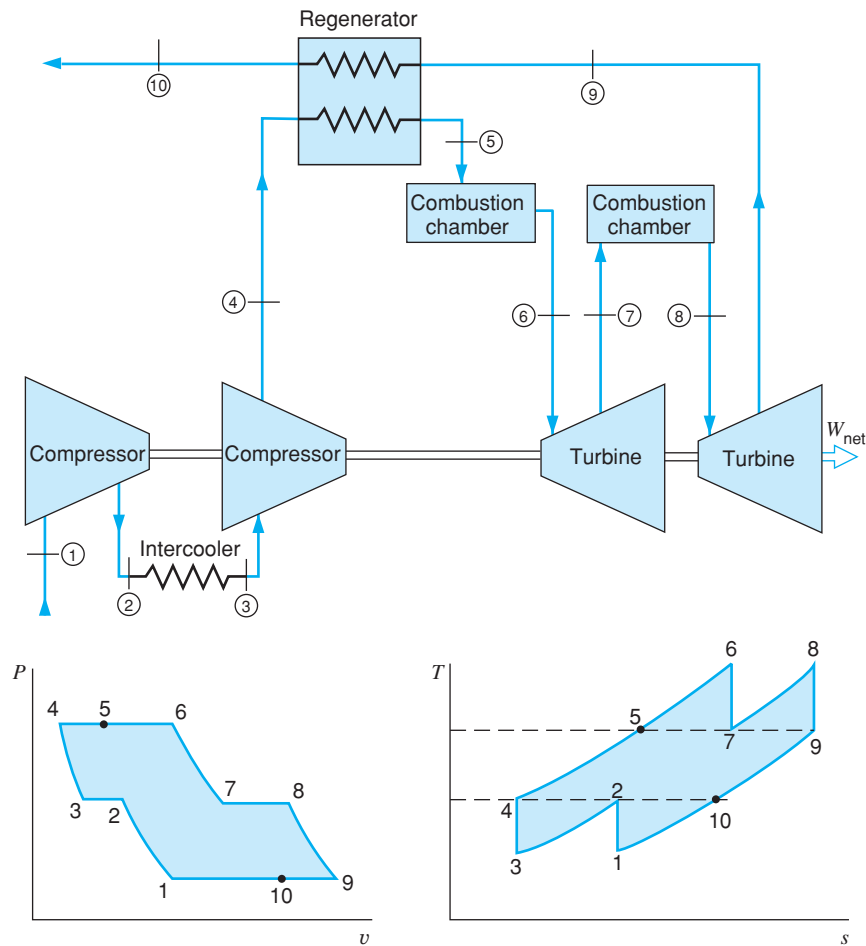 Regenerator
10
9
5
Combustion
chamber
Combustion
chamber
4
6
7
8
Compressor
Compressor
Turbine
Turbine
W_net
1
Intercooler
2
3
P
4
5
6
3
2
7
8
1
10
9
v
T
6
8
5
7
9
2
4
10
3
1
s